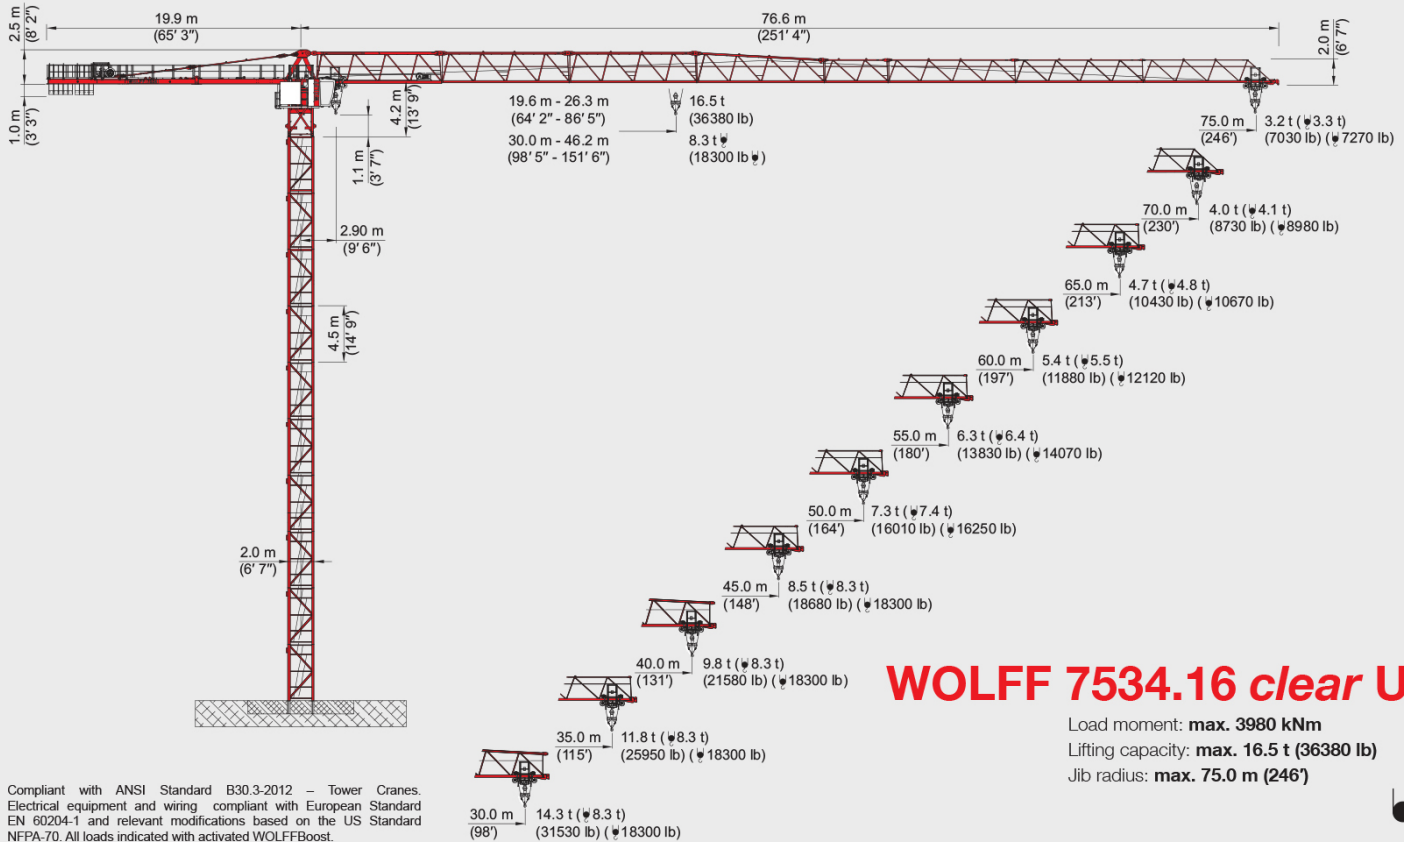 19.9 m
(65′ 3″)
76.6 m
(251′ 4″)
2.5 m
(8′ 2″)
2.0 m
(6′ 7″)
1.0 m
(3′ 3″)
4.2 m
(13′ 9″)
1.1 m
(3′ 7″)
19.6 m - 26.3 m
(64′ 2″ - 86′ 5″)
16.5 t
(36380 lb)
30.0 m - 46.2 m
(98′ 5″ - 151′ 6″)
8.3 t
(18300 lb)
75.0 m
(246′)
3.2 t (3.3 t)
(7030 lb) (7270 lb)
2.90 m
(9′ 6″)
70.0 m
(230′)
4.0 t (4.1 t)
(8730 lb) (8980 lb)
65.0 m
(213′)
4.7 t (4.8 t)
(10430 lb) (10670 lb)
4.5 m
(14′ 9″)
60.0 m
(197′)
5.4 t (5.5 t)
(11880 lb) (12120 lb)
55.0 m
(180′)
6.3 t (6.4 t)
(13830 lb) (14070 lb)
50.0 m
(164′)
7.3 t (7.4 t)
(16010 lb) (16250 lb)
2.0 m
(6′ 7″)
45.0 m
(148′)
8.5 t (8.3 t)
(18680 lb) (18300 lb)
40.0 m
(131′)
9.8 t (8.3 t)
(21580 lb) (18300 lb)
35.0 m
(115′)
11.8 t (8.3 t)
(25950 lb) (18300 lb)
30.0 m
(98′)
14.3 t (8.3 t)
(31530 lb) (18300 lb)
WOLFF 7534.16 clear U
Load moment: max. 3980 kNm
Lifting capacity: max. 16.5 t (36380 lb)
Jib radius: max. 75.0 m (246′)
Compliant with ANSI Standard B30.3-2012 – Tower Cranes.
Electrical equipment and wiring compliant with European Standard
EN 60204-1 and relevant modifications based on the US Standard
NFPA-70. All loads indicated with activated WOLFFBoost.